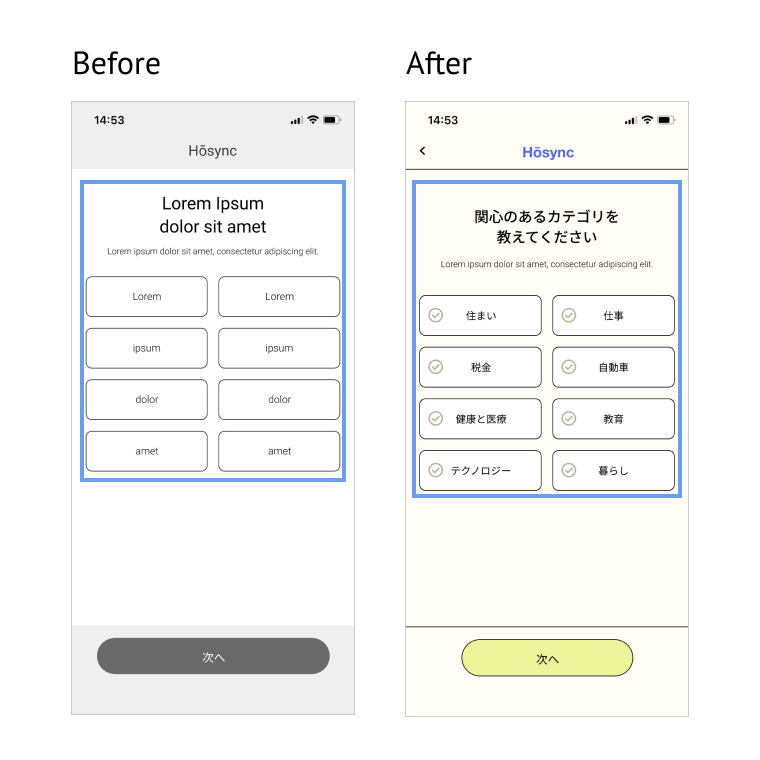 Before
14:53
Hōsync
Lorem Ipsum
dolor sit amet
Lorem ipsum dolor sit amet, consectetur adipiscing elit.
Lorem
Lorem
ipsum
ipsum
dolor
dolor
amet
amet
次へ
After
14:53
Hōsync
関心のあるカテゴリを
教えてください
Lorem ipsum dolor sit amet, consectetur adipiscing elit.
住まい
仕事
税金
自動車
健康と医療
教育
テクノロジー
暮らし
次へ